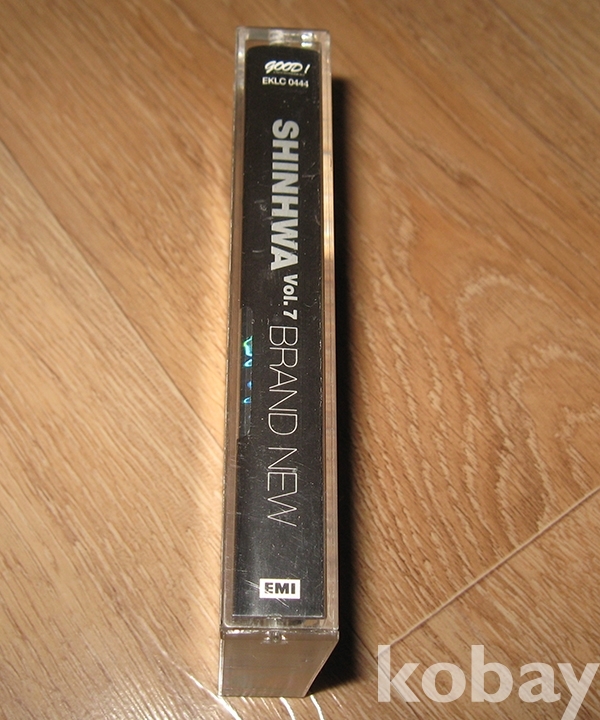 GOOD!
EKLC 0444
SHINHWA Vol. 7 BRAND NEW
EMI
kobay